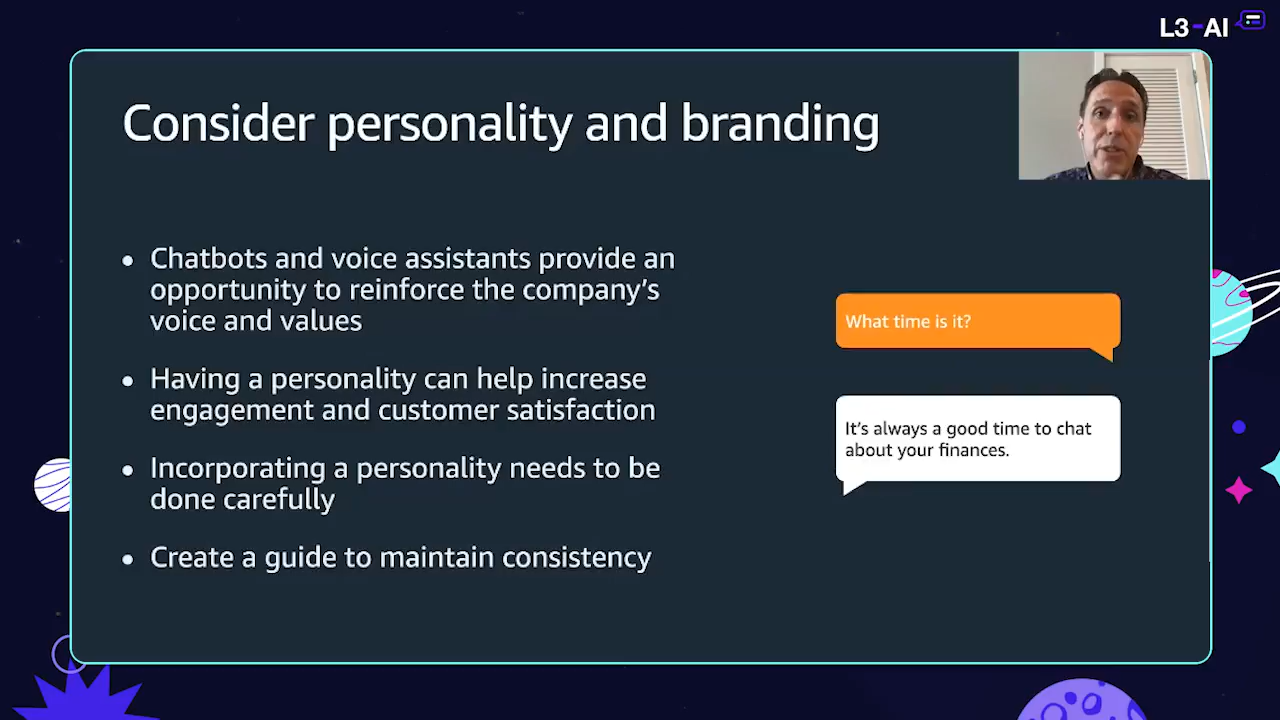 L3-AI
Consider personality and branding
• Chatbots and voice assistants provide an
opportunity to reinforce the company's
voice and values
• Having a personality can help increase
engagement and customer satisfaction
• Incorporating a personality needs to be
done carefully
• Create a guide to maintain consistency
What time is it?
It's always a good time to chat
about your finances.